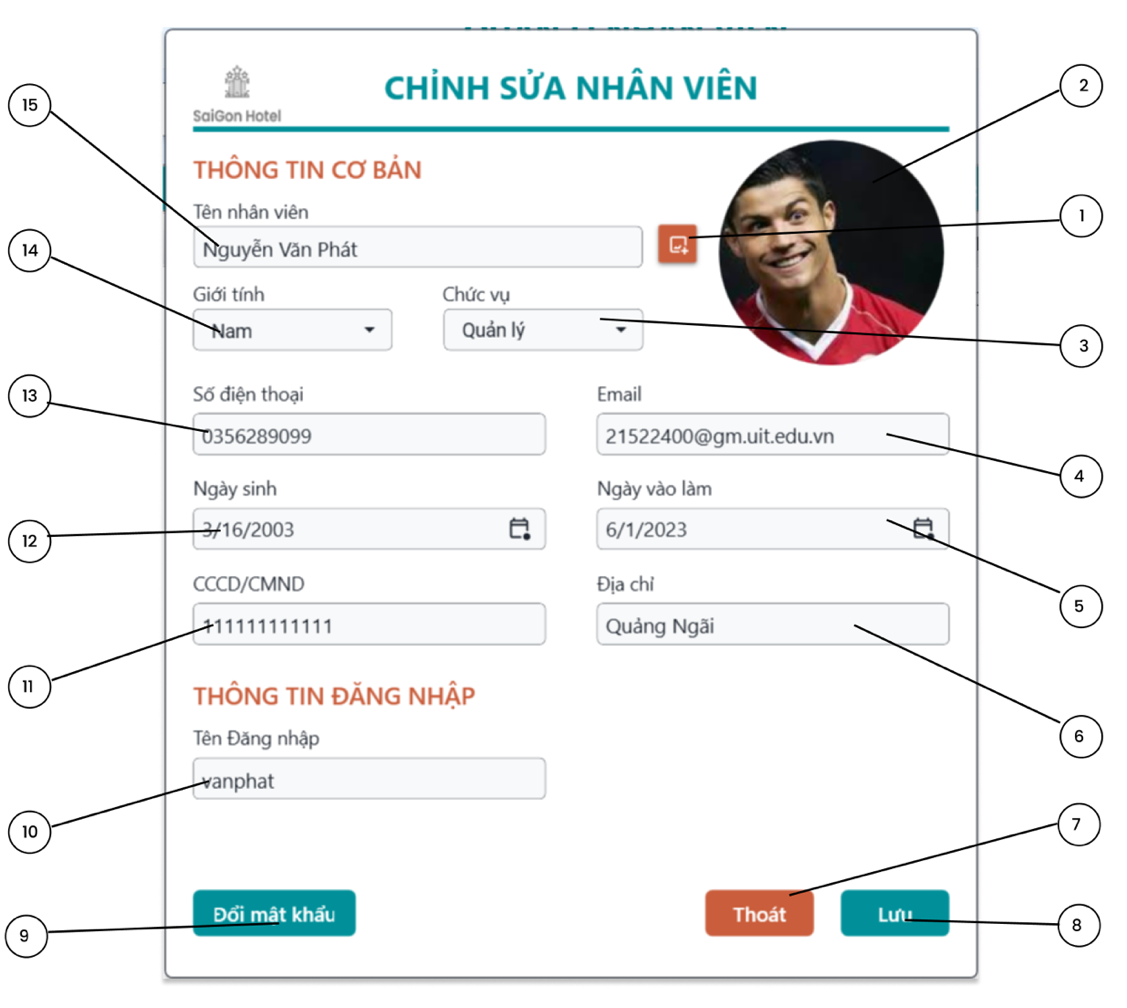 CHỈNH SỬA NHÂN VIÊN
SaiGon Hotel
2
15
THÔNG TIN CƠ BẢN
Tên nhân viên
1
Nguyễn Văn Phát
14
Giới tính
Chức vụ
Nam
Quản lý
3
13
Số điện thoại
Email
0356289099
21522400@gm.uit.edu.vn
4
Ngày sinh
Ngày vào làm
12
3/16/2003
6/1/2023
CCCD/CMND
Địa chỉ
5
111111111111
Quảng Ngãi
11
THÔNG TIN ĐĂNG NHẬP
6
Tên Đăng nhập
vanphat
10
7
Đổi mật khẩu
Thoát
Lưu
9
8